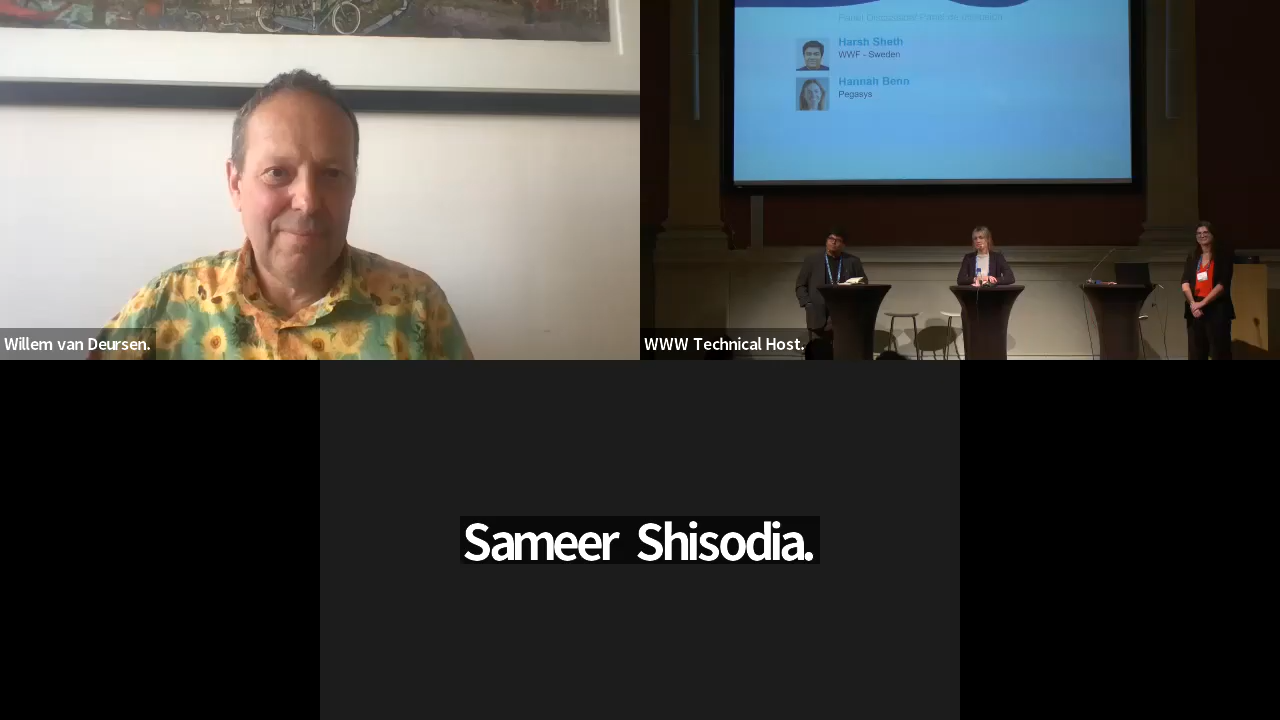 Harsh Sheth
WWF - Sweden
Hannah Benn
Pegasys
Willem van Deursen.
WWW Technical Host.
Sameer Shisodia.